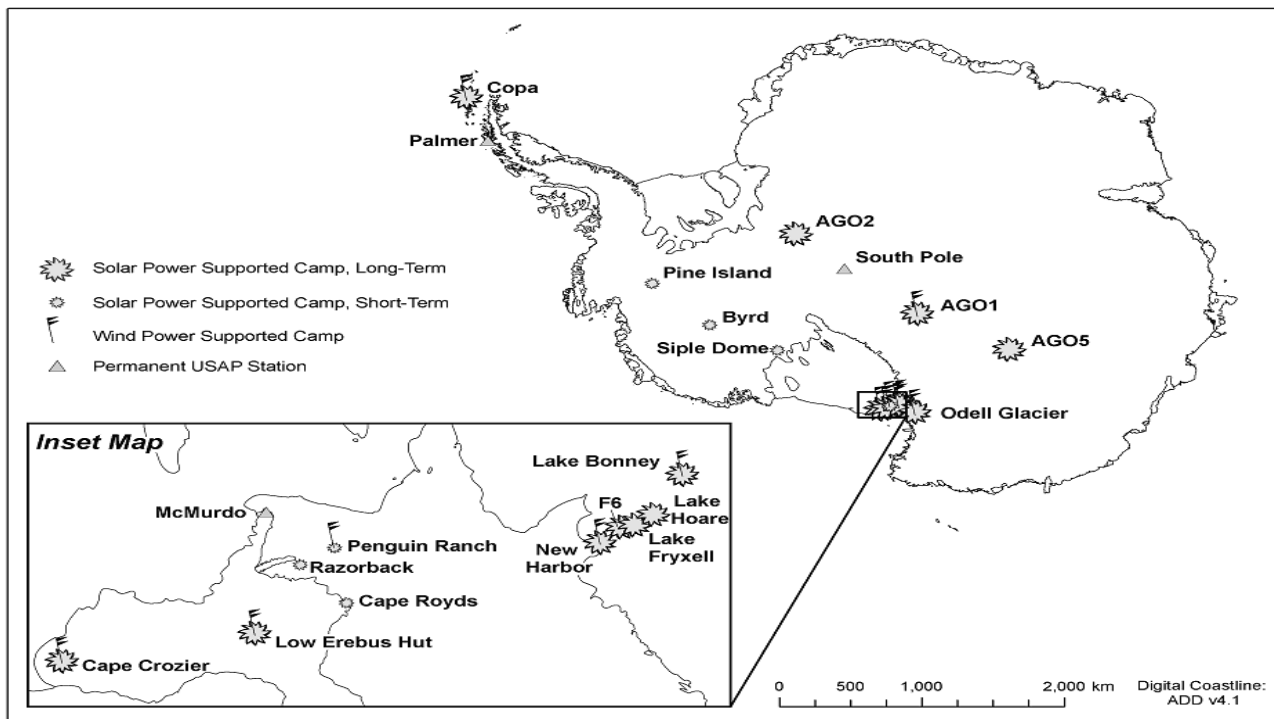 Copa
Palmer
AGO2
South Pole
Pine Island
AGO1
Byrd
Siple Dome
AGO5
Odell Glacier
Solar Power Supported Camp, Long-Term
Solar Power Supported Camp, Short-Term
Wind Power Supported Camp
Permanent USAP Station
Inset Map
Lake Bonney
McMurdo
F6
Lake
Hoare
Penguin Ranch
New
Harbor
Lake
Fryxell
Razorback
Cape Royds
Low Erebus Hut
Cape Crozier
0 500 1,000 2,000 km
Digital Coastline:
ADD v4.1